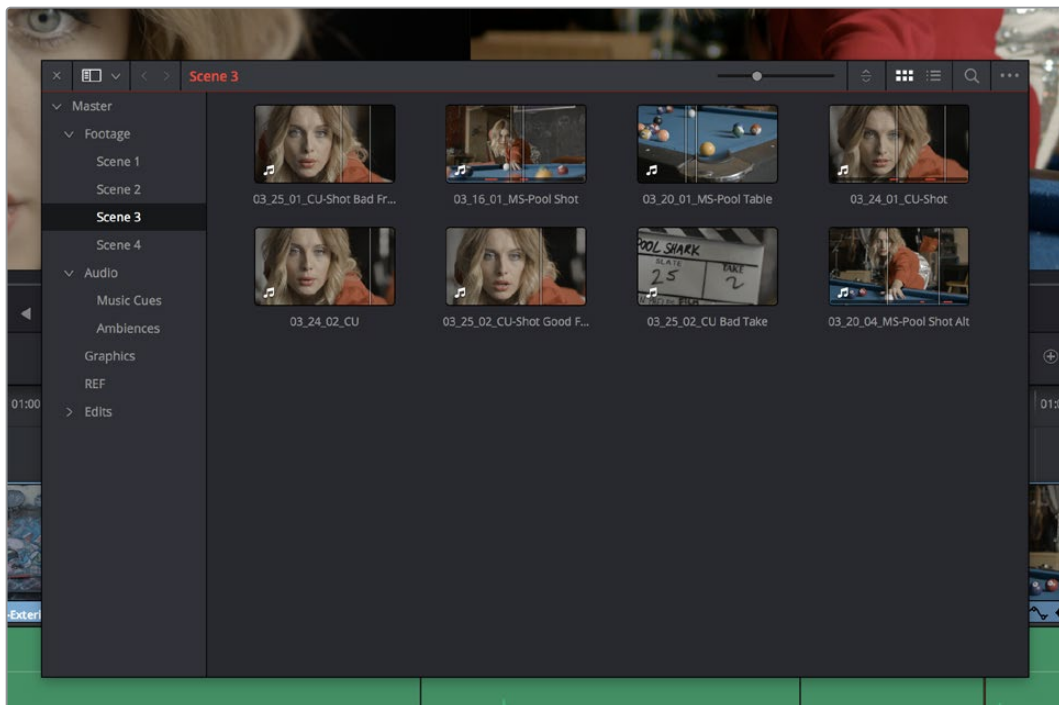 Scene 3
Master
Footage
Scene 1
Scene 2
Scene 3
Scene 4
Audio
Music Cues
Ambiences
Graphics
REF
Edits
03_25_01_CU-Shot Bad Fr...
03_16_01_MS-Pool Shot
03_20_01_MS-Pool Table
03_24_01_CU-Shot
POOL SHARK
SLATE
TAKE
25
2
03_24_02_CU
03_25_02_CU-Shot Good F...
03_25_02_CU Bad Take
03_20_04_MS-Pool Shot Alt
01:00
01:0
-Exteri